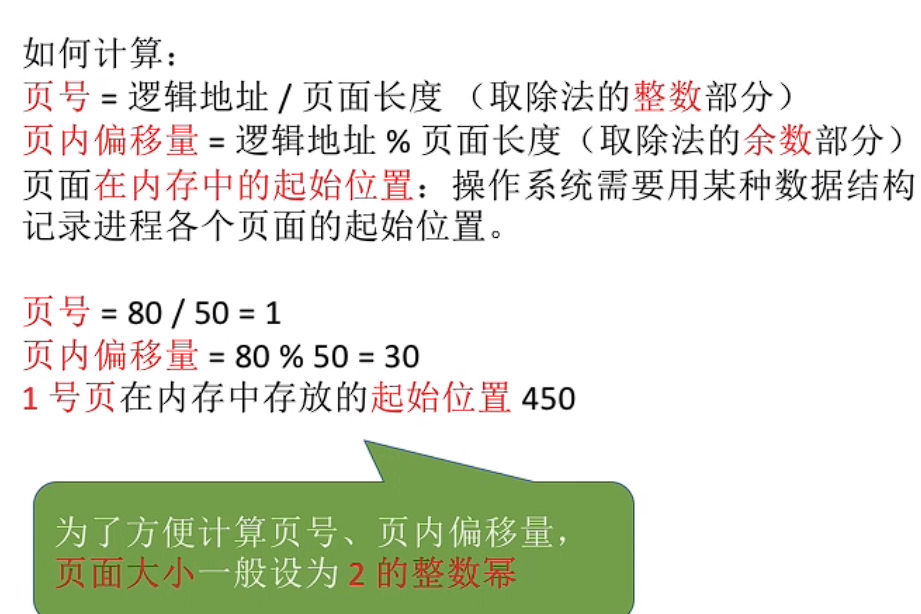 如何计算：
页号 = 逻辑地址 / 页面长度 （取除法的整数部分）
页内偏移量 = 逻辑地址 % 页面长度（取除法的余数部分）
页面在内存中的起始位置：操作系统需要用某种数据结构
记录进程各个页面的起始位置。
页号 = 80 / 50 = 1
页内偏移量 = 80 % 50 = 30
1 号页在内存中存放的起始位置 450
为了方便计算页号、页内偏移量，
页面大小一般设为 2 的整数幂